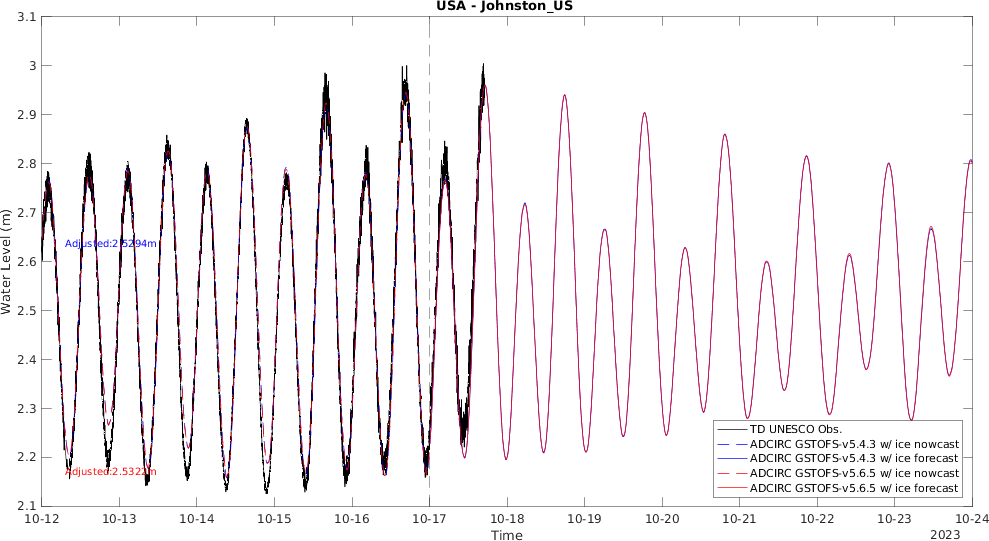 USA - Johnston_US
3.1
3
2.9
2.8
2.7
2.6
2.5
2.4
2.3
2.2
2.1
Water Level (m)
Adjusted:2.5294m
Adjusted:2.5322m
TD UNESCO Obs.
ADCIRC GSTOFS-v5.4.3 w/ ice nowcast
ADCIRC GSTOFS-v5.4.3 w/ ice forecast
ADCIRC GSTOFS-v5.6.5 w/ ice nowcast
ADCIRC GSTOFS-v5.6.5 w/ ice forecast
10-12 10-13 10-14 10-15 10-16 10-17 10-18 10-19 10-20 10-21 10-22 10-23 10-24
Time
2023